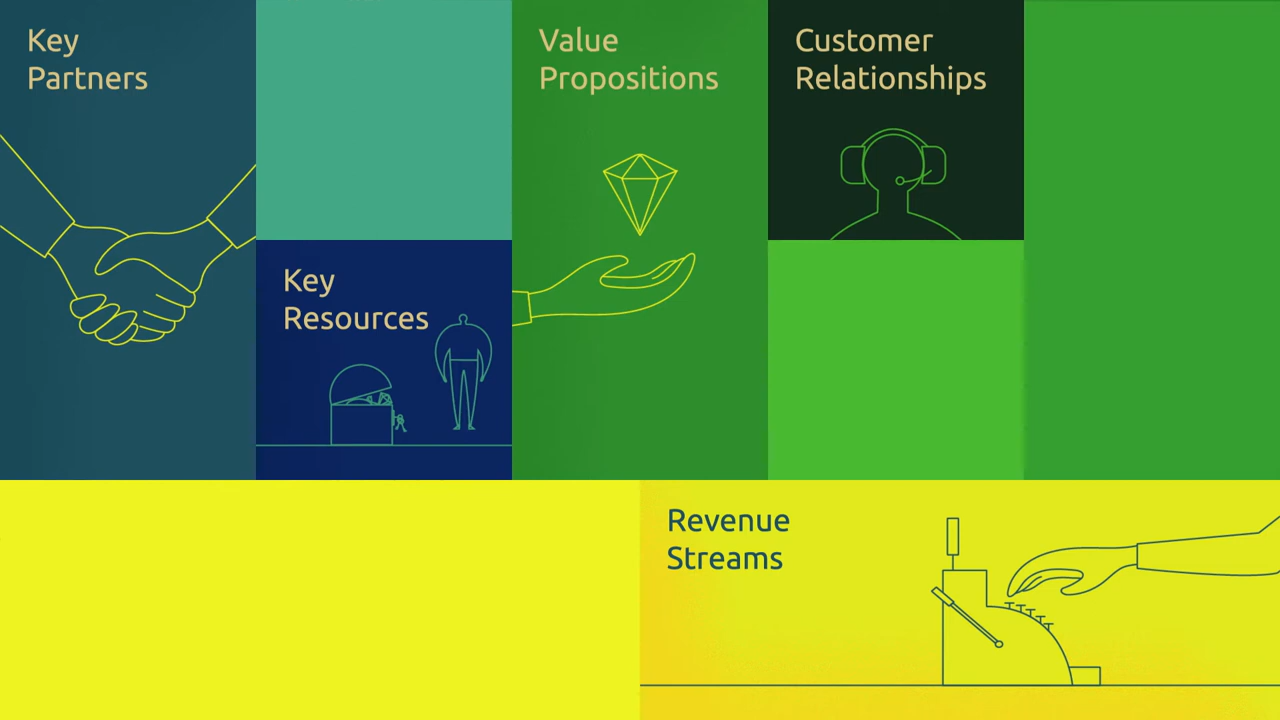 Key
Partners
Key
Resources
Value
Propositions
Customer
Relationships
Revenue
Streams